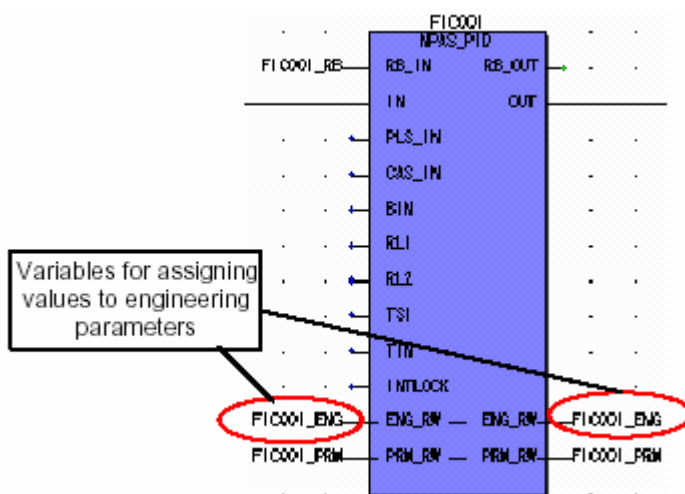 FIC001
NPAS_PID
FIC001_RB RB_IN RB_OUT
IN OUT
PLS_IN
CAS_IN
BIN
RL1
RL2
TSI
TIN
INTLOCK
Variables for assigning
values to engineering
parameters
FIC001_ENG ENG_RW ENG_RW FIC001_ENG
FIC001_PRM PRM_RW PRM_RW FIC001_PRM